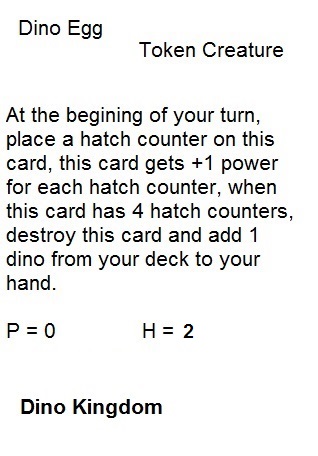 Dino Egg
Token Creature
At the begining of your turn,
place a hatch counter on this
card, this card gets +1 power
for each hatch counter, when
this card has 4 hatch counters,
destroy this card and add 1
dino from your deck to your
hand.
P = 0 H = 2
Dino Kingdom